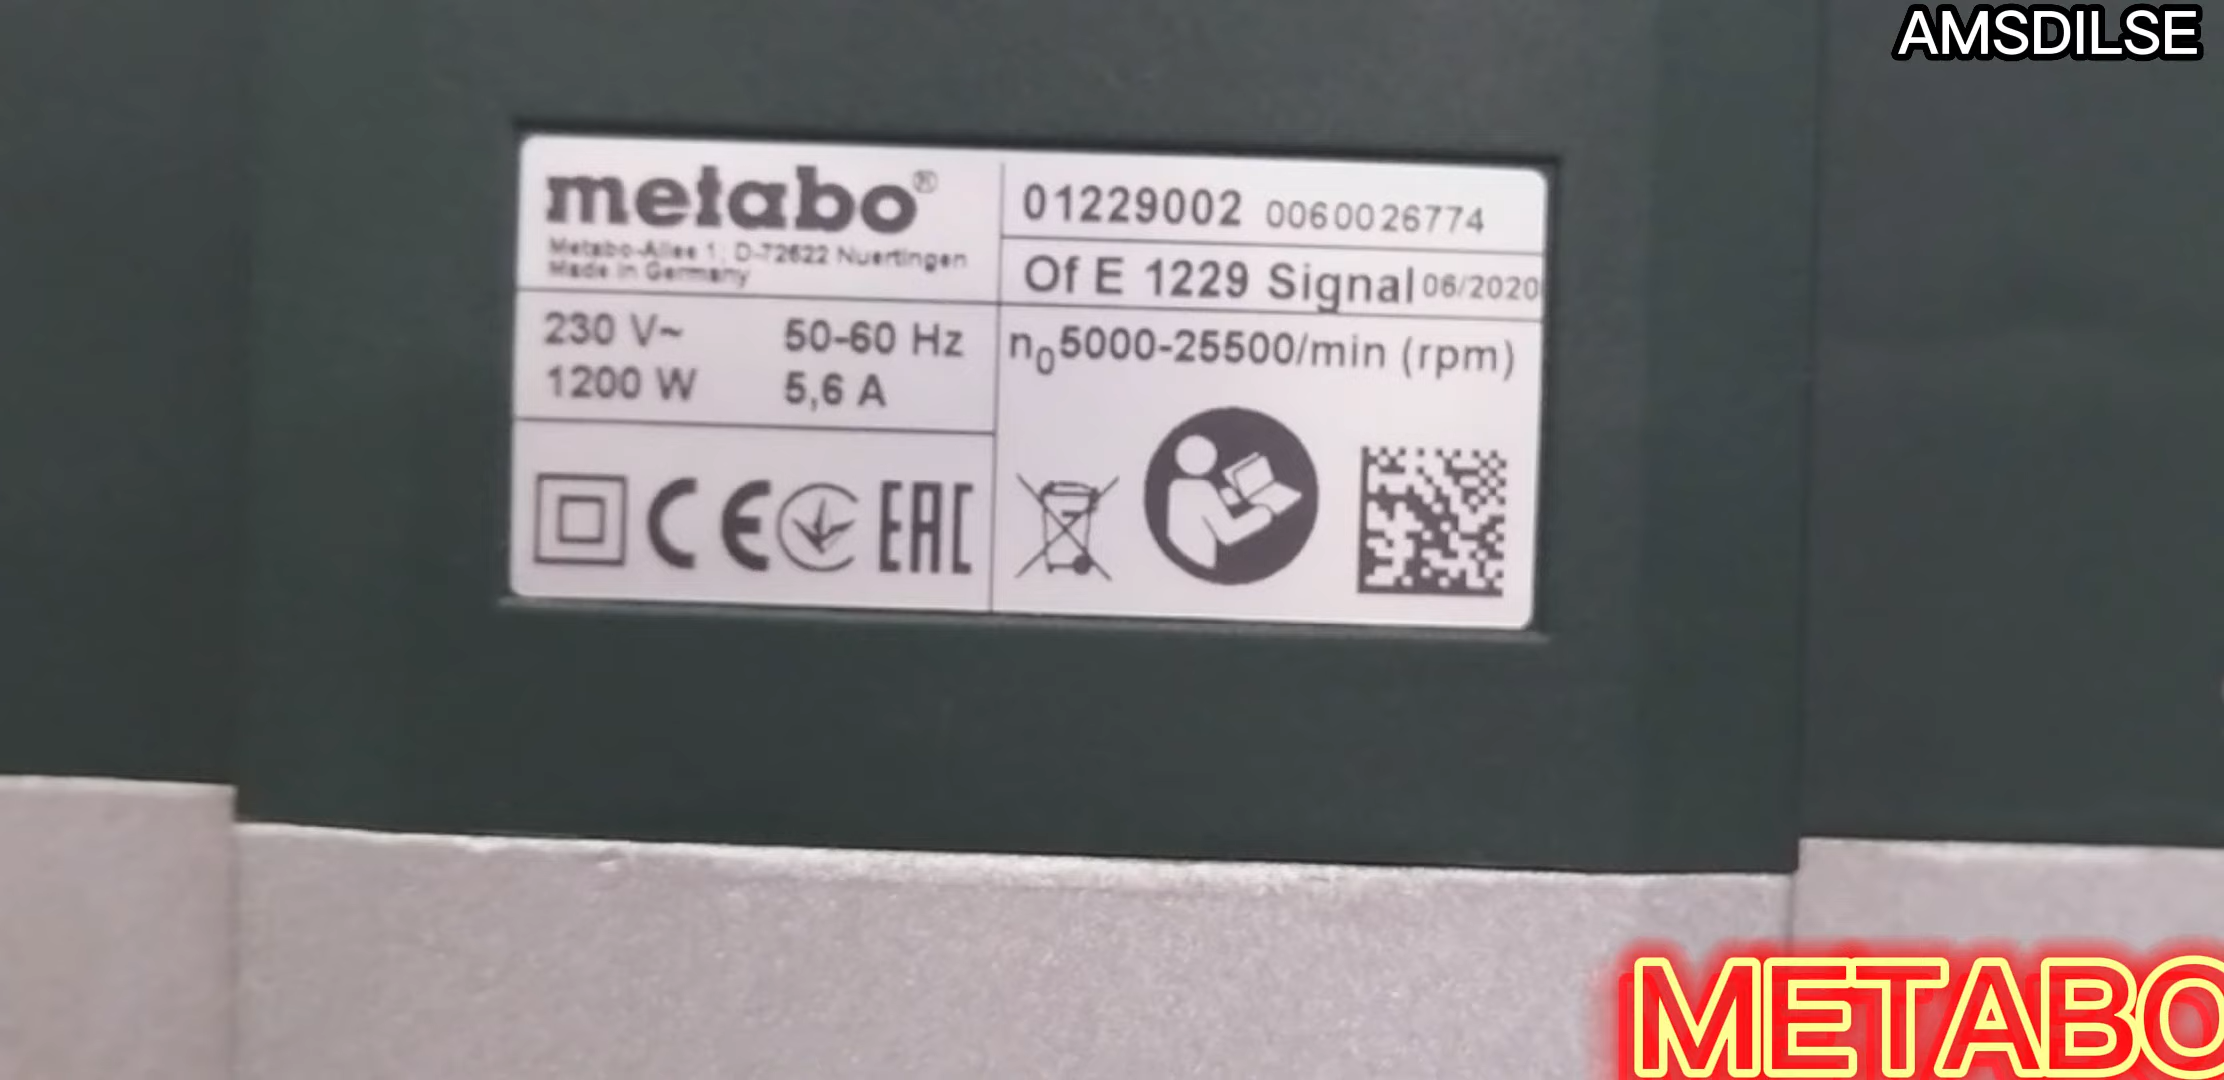 AMSDILSE
metabo®
Metabo-Allee 1; D-72622 Nuertingen
Made in Germany
230 V~ 50-60 Hz
1200 W 5,6 A
CE EAC
01229002 0060026774
Of E 1229 Signal 06/2020
n0 5000-25500/min (rpm)
METABO